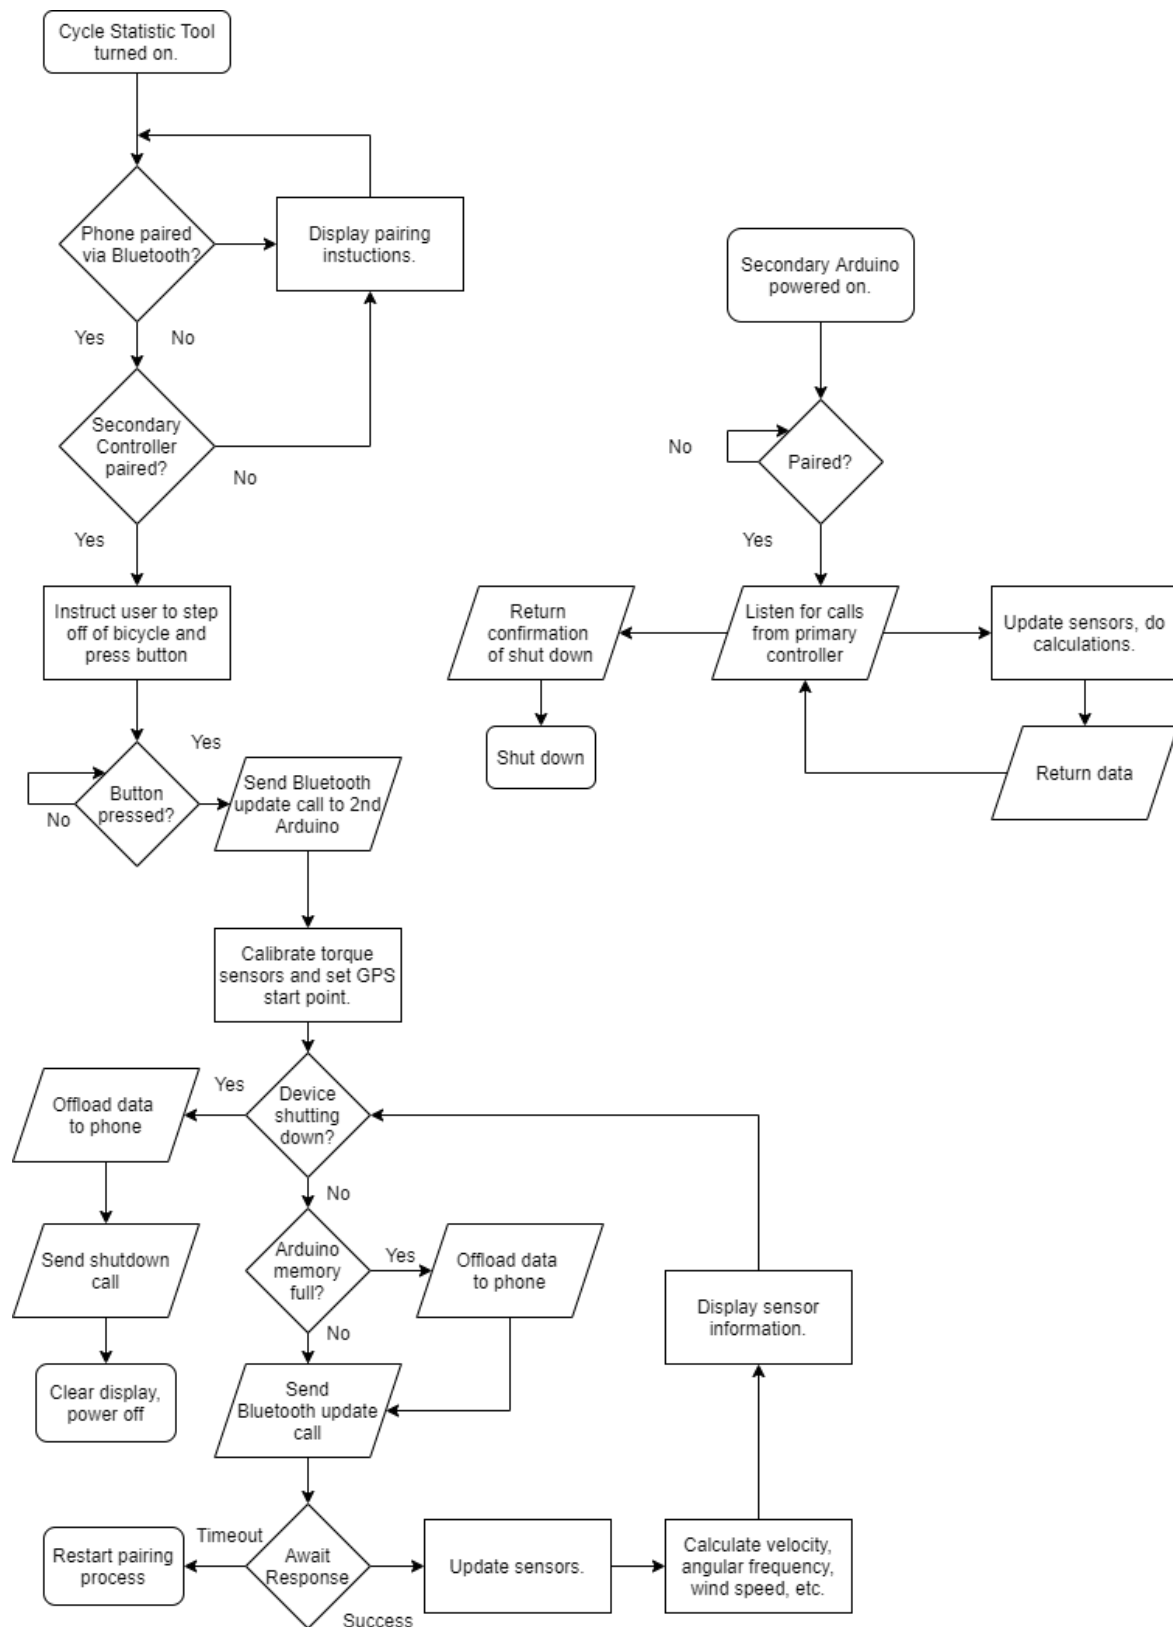 Cycle Statistic Tool
turned on.
Phone paired
via Bluetooth?
Display pairing
instuctions.
Yes
No
Secondary
Controller
paired?
No
Yes
Instruct user to step
off of bicycle and
press button
Yes
Button
pressed?
No
Send Bluetooth
update call to 2nd
Arduino
Calibrate torque
sensors and set GPS
start point.
Yes
Device
shutting
down?
Offload data
to phone
No
Send shutdown
call
Arduino
memory
full?
Yes
Offload data
to phone
No
Clear display,
power off
Send
Bluetooth update
call
Timeout
Restart pairing
process
Await
Response
Success
Update sensors.
Calculate velocity,
angular frequency,
wind speed, etc.
Display sensor
information.
Secondary Arduino
powered on.
No
Paired?
Yes
Return
confirmation
of shut down
Listen for calls
from primary
controller
Update sensors, do
calculations.
Shut down
Return data